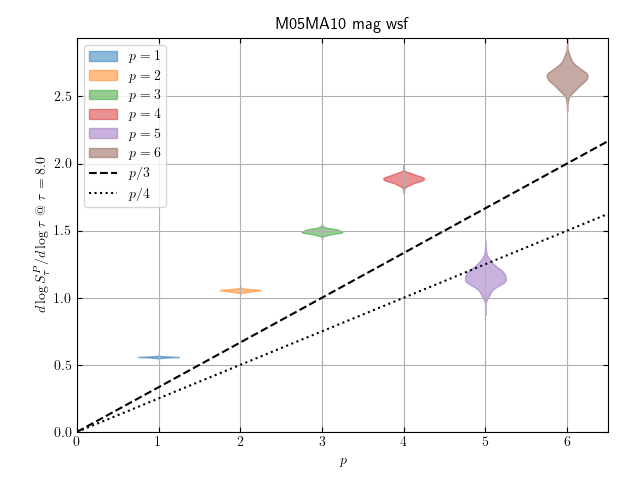 M05MA10 mag wsf
p = 1
p = 2
p = 3
p = 4
p = 5
p = 6
p/3
p/4
d log S_τ^P / d log τ @ τ = 8.0
2.5
2.0
1.5
1.0
0.5
0.0
0 1 2 3 4 5 6
p